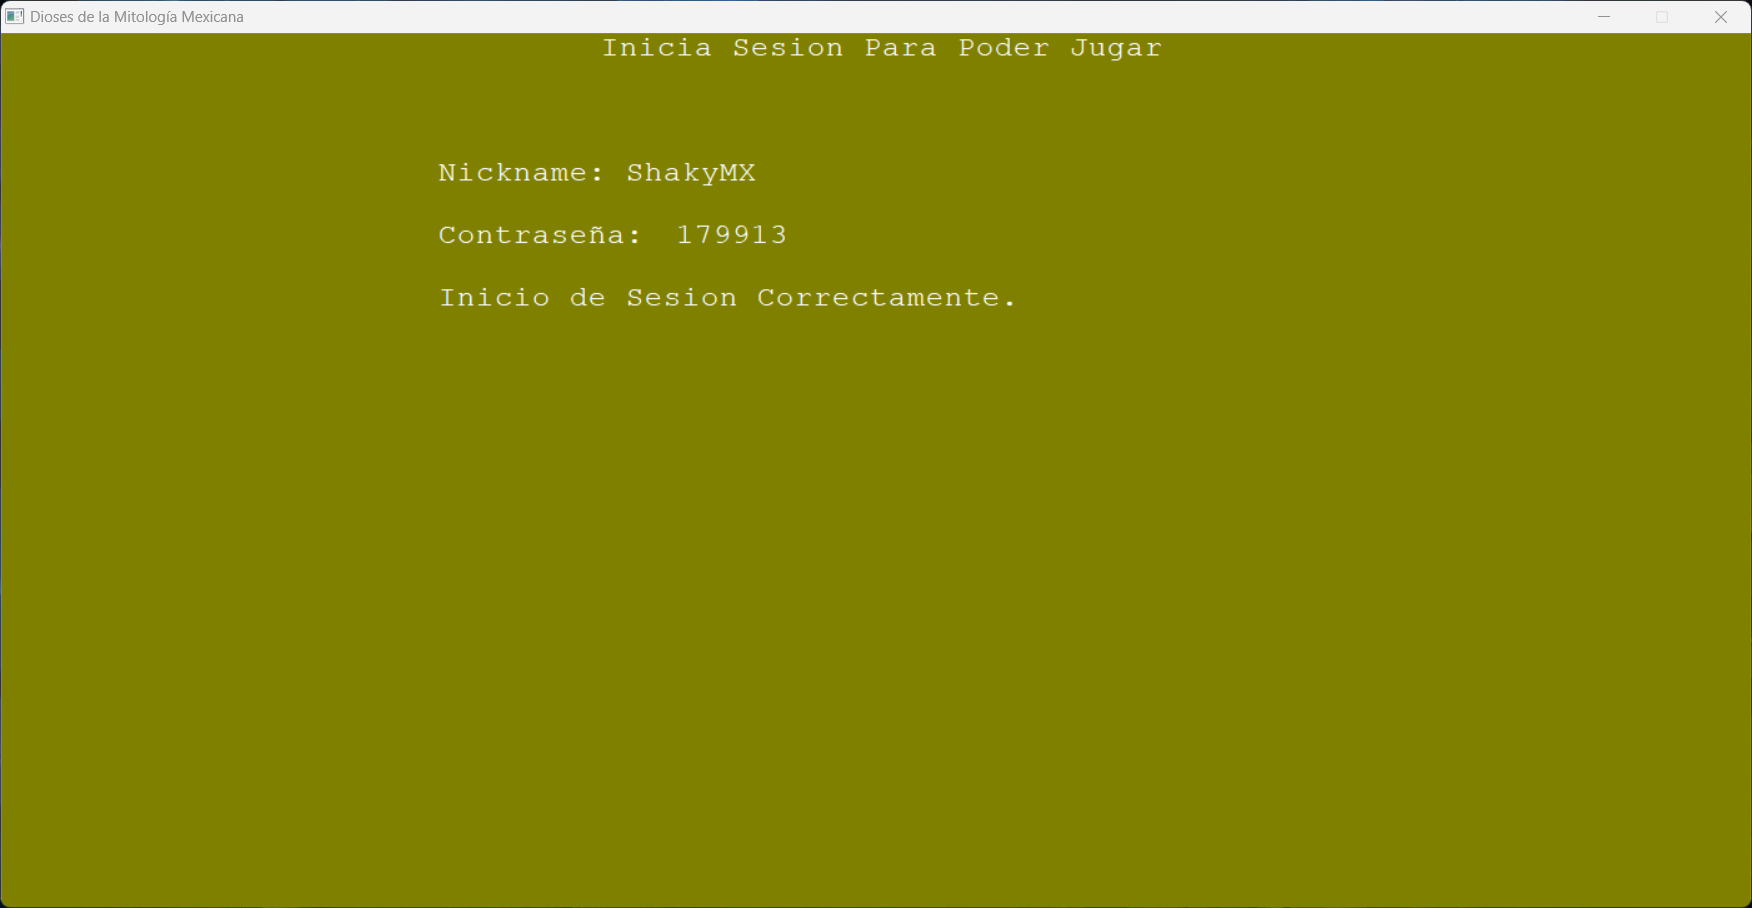 Dioses de la Mitología Mexicana
Inicia Sesion Para Poder Jugar
Nickname: ShakyMX
Contraseña: 179913
Inicio de Sesion Correctamente.